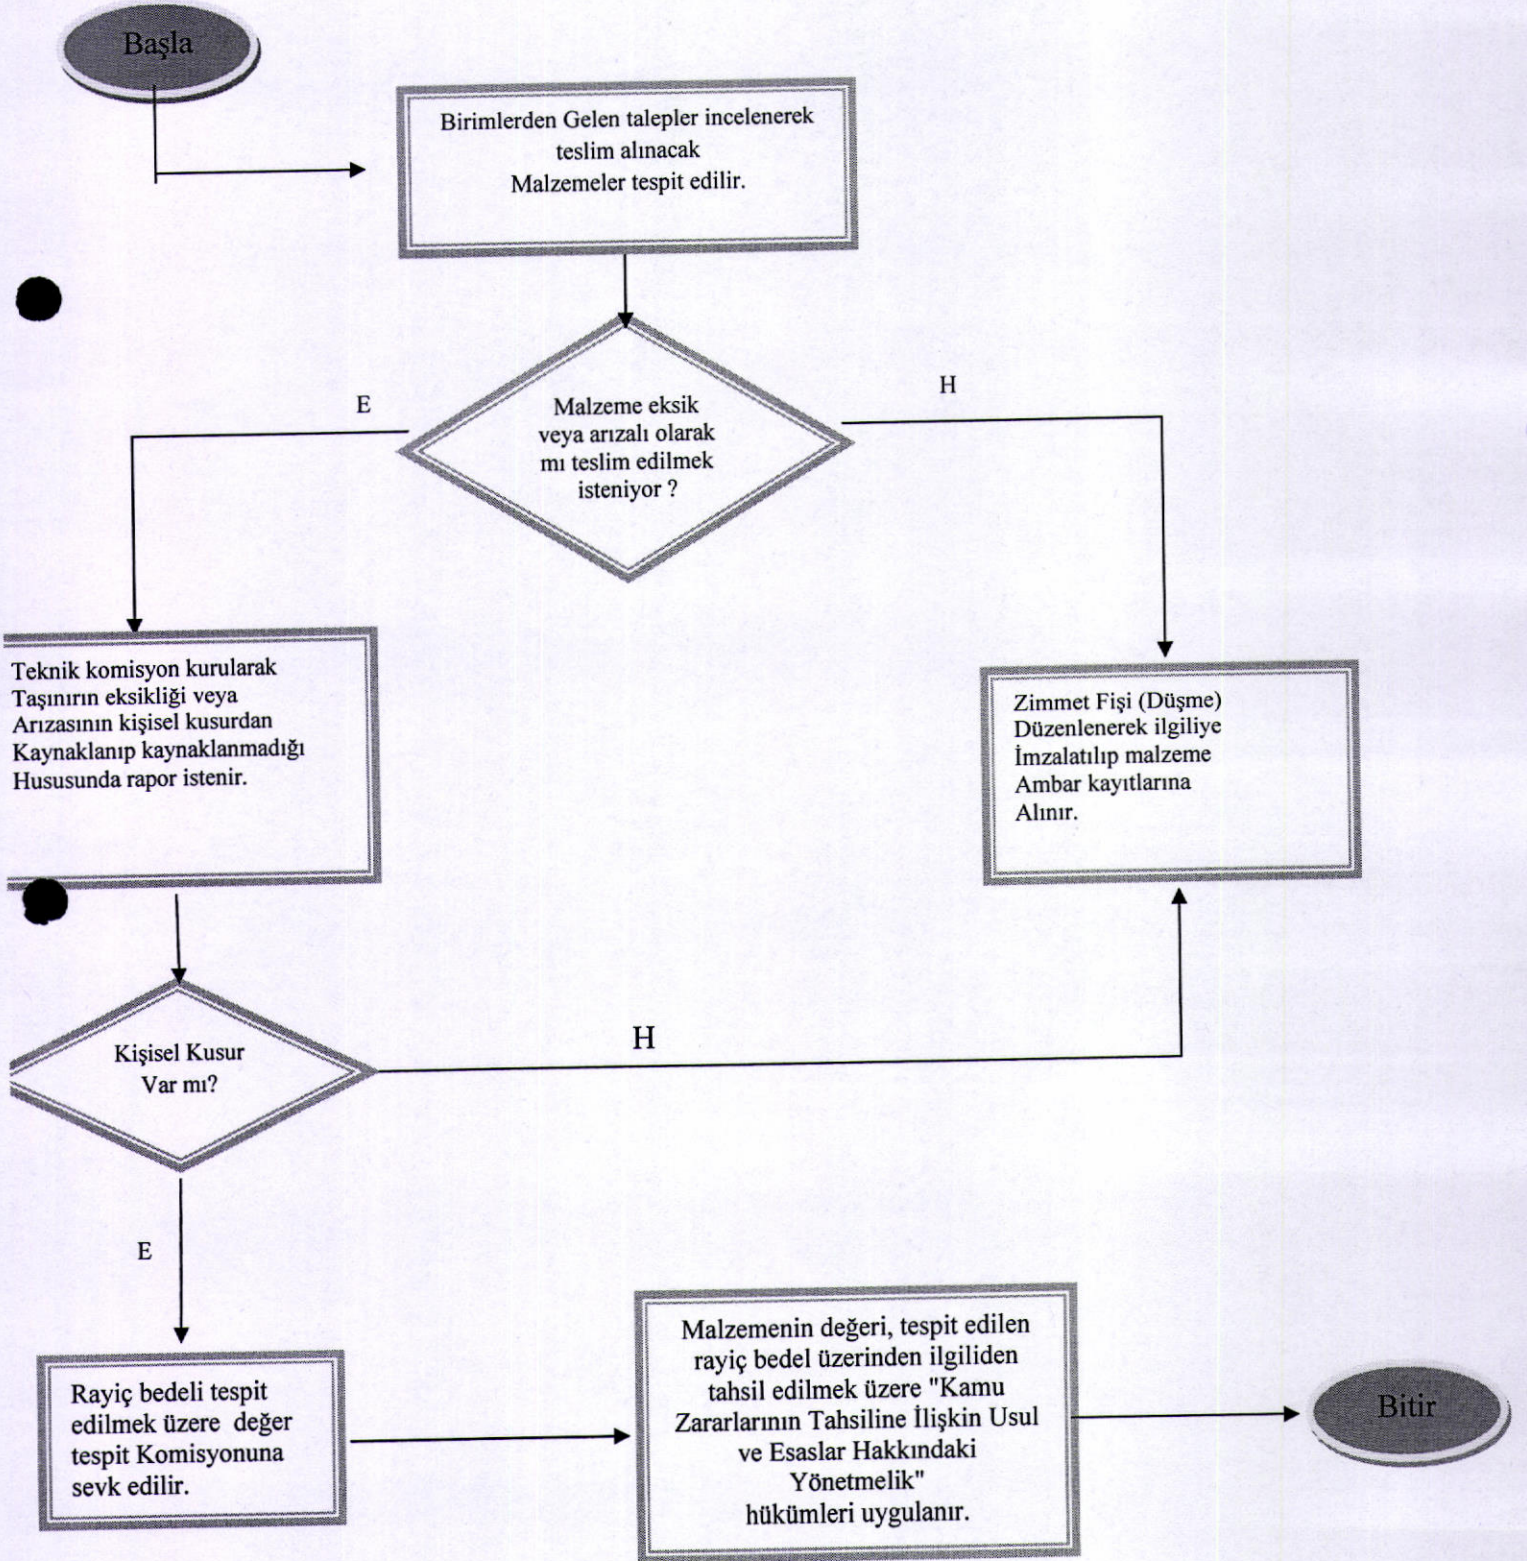 Başla
Birimlerden Gelen talepler incelenerek
teslim alınacak
Malzemeler tespit edilir.
E
H
Malzeme eksik
veya arızalı olarak
mı teslim edilmek
isteniyor ?
Teknik komisyon kurularak
Taşınırın eksikliği veya
Arızasının kişisel kusurdan
Kaynaklanıp kaynaklanmadığı
Hususunda rapor istenir.
Zimmet Fişi (Düşme)
Düzenlenerek ilgiliye
İmzalatılıp malzeme
Ambar kayıtlarına
Alınır.
Kişisel Kusur
Var mı?
H
E
Rayiç bedeli tespit
edilmek üzere değer
tespit Komisyonuna
sevk edilir.
Malzemenin değeri, tespit edilen
rayiç bedel üzerinden ilgiliden
tahsil edilmek üzere "Kamu
Zararlarının Tahsiline İlişkin Usul
ve Esaslar Hakkındaki
Yönetmelik"
hükümleri uygulanır.
Bitir